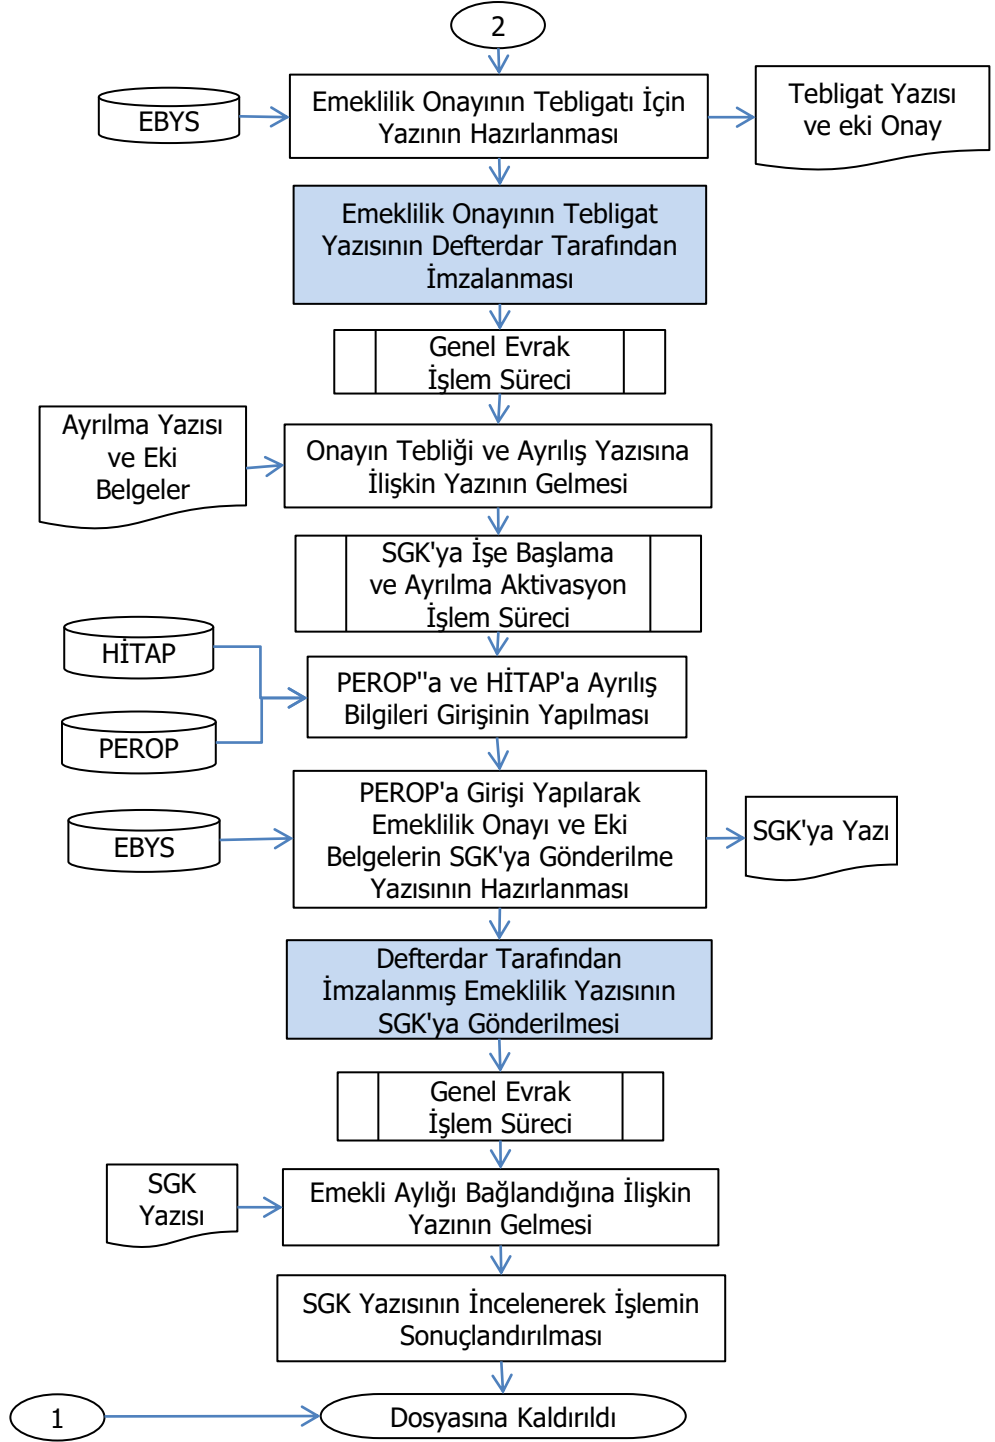 2
EBYS
Emeklilik Onayının Tebligatı İçin
Yazının Hazırlanması
Tebligat Yazısı
ve eki Onay
Emeklilik Onayının Tebligat
Yazısının Defterdar Tarafından
İmzalanması
Genel Evrak
İşlem Süreci
Ayrılma Yazısı
ve Eki
Belgeler
Onayın Tebliği ve Ayrılış Yazısına
İlişkin Yazının Gelmesi
SGK'ya İşe Başlama
ve Ayrılma Aktivasyon
İşlem Süreci
HİTAP
PEROP
PEROP''a ve HİTAP'a Ayrılış
Bilgileri Girişinin Yapılması
EBYS
PEROP'a Girişi Yapılarak
Emeklilik Onayı ve Eki
Belgelerin SGK'ya Gönderilme
Yazısının Hazırlanması
SGK'ya Yazı
Defterdar Tarafından
İmzalanmış Emeklilik Yazısının
SGK'ya Gönderilmesi
Genel Evrak
İşlem Süreci
SGK
Yazısı
Emekli Aylığı Bağlandığına İlişkin
Yazının Gelmesi
SGK Yazısının İncelenerek İşlemin
Sonuçlandırılması
1
Dosyasına Kaldırıldı